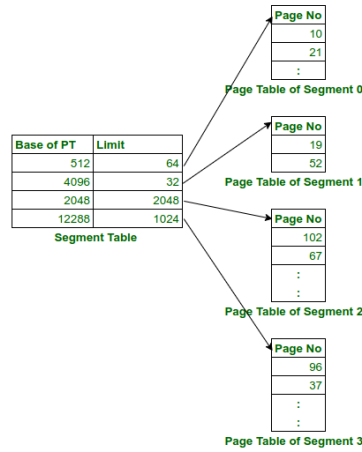 Page No
10
21
:
Page Table of Segment 0
Page No
19
52
Page Table of Segment 1
Base of PT Limit
512 64
4096 32
2048 2048
12288 1024
Segment Table
Page No
102
67
:
:
Page Table of Segment 2
Page No
96
37
:
:
Page Table of Segment 3